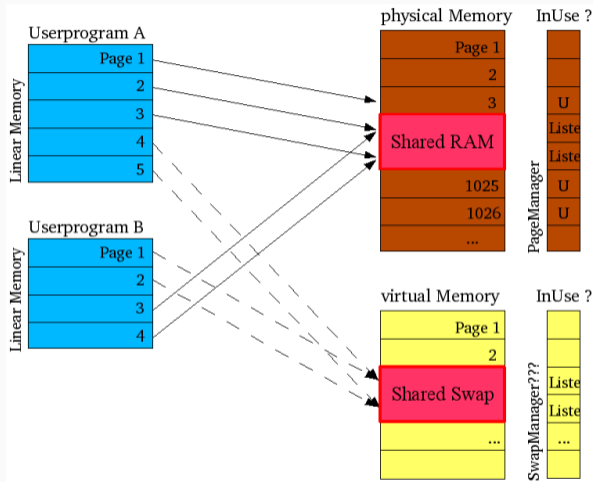 physical Memory InUse ?
Userprogram A
Linear Memory
Page 1
2
3
4
5
Page 1
2
3 U
Shared RAM
Liste
Liste
1025 U
1026 U
...
PageManager
Userprogram B
Linear Memory
Page 1
2
3
4
virtual Memory InUse ?
Page 1
2
Shared Swap
Liste
Liste
... ...
SwapManager???